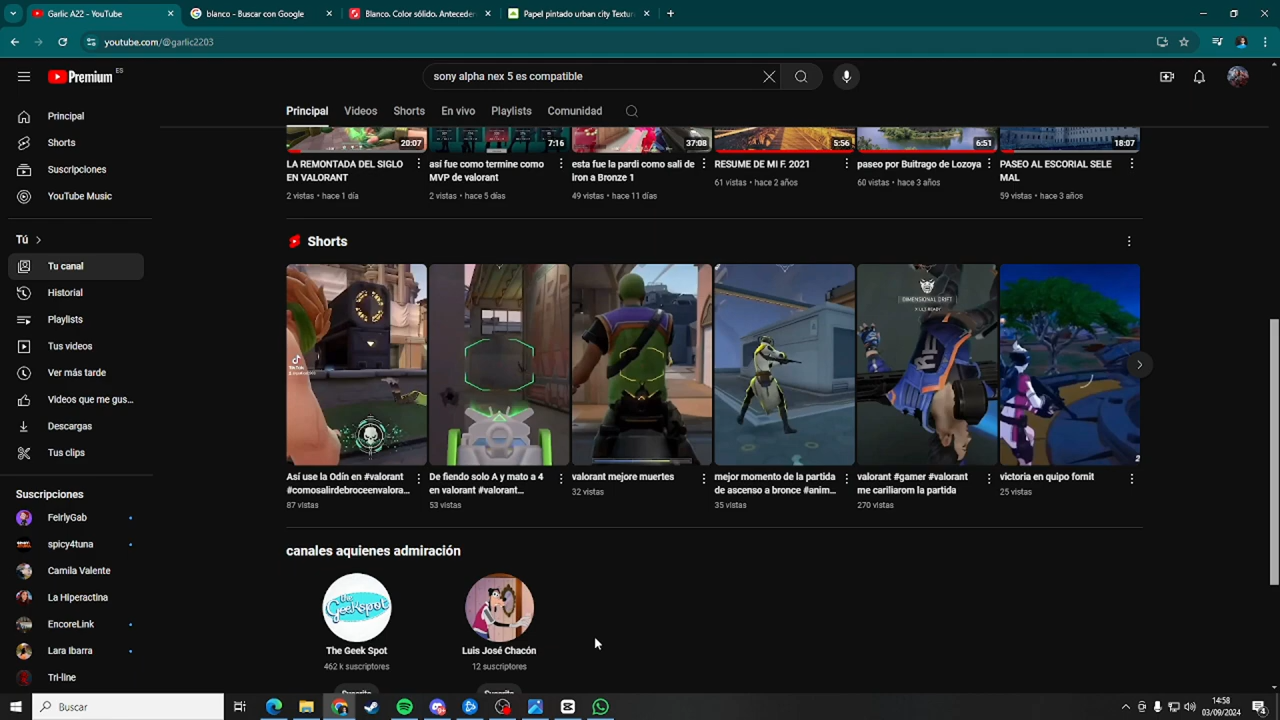 Garlic A22 - YouTube
blanco - Buscar con Google
Blanco. Color sólido. Anteceden
Papel pintado urban city Textura
youtube.com/@garlic2203
Premium ES
sony alpha nex 5 es compatible
Principal Videos Shorts En vivo Playlists Comunidad
Principal
Shorts
Suscripciones
YouTube Music
Tú
Tu canal
Historial
Playlists
Tus videos
Ver más tarde
Videos que me gus...
Descargas
Tus clips
Suscripciones
FeirlyGab
spicy4tuna
Camila Valente
La Hiperactina
EncoreLink
Lara Ibarra
Tri-line
20:07
LA REMONTADA DEL SIGLO
EN VALORANT
2 vistas • hace 1 día
7:16
así fue como termine como
MVP de valorant
2 vistas • hace 5 días
37:08
esta fue la pardi como sali de
iron a Bronze 1
49 vistas • hace 11 días
5:56
RESUME DE MI F. 2021
61 vistas • hace 2 años
6:51
paseo por Buitrago de Lozoya
60 vistas • hace 3 años
18:07
PASEO AL ESCORIAL SELE
MAL
59 vistas • hace 3 años
Shorts
TikTok
Así use la Odín en #valorant
#comosalirdebroceenvalora...
87 vistas
De fiendo solo A y mato a 4
en valorant #valorant...
53 vistas
valorant mejore muertes
32 vistas
mejor momento de la partida
de ascenso a bronce #anim...
35 vistas
DIMENSIONAL DRIFT
valorant #gamer #valorant
me cariliarom la partida
270 vistas
victoria en quipo fornit
25 vistas
canales aquienes admiración
the
Geekspot
The Geek Spot
462 k suscriptores
Luis José Chacón
12 suscriptores
Buscar
14:58
03/09/2024